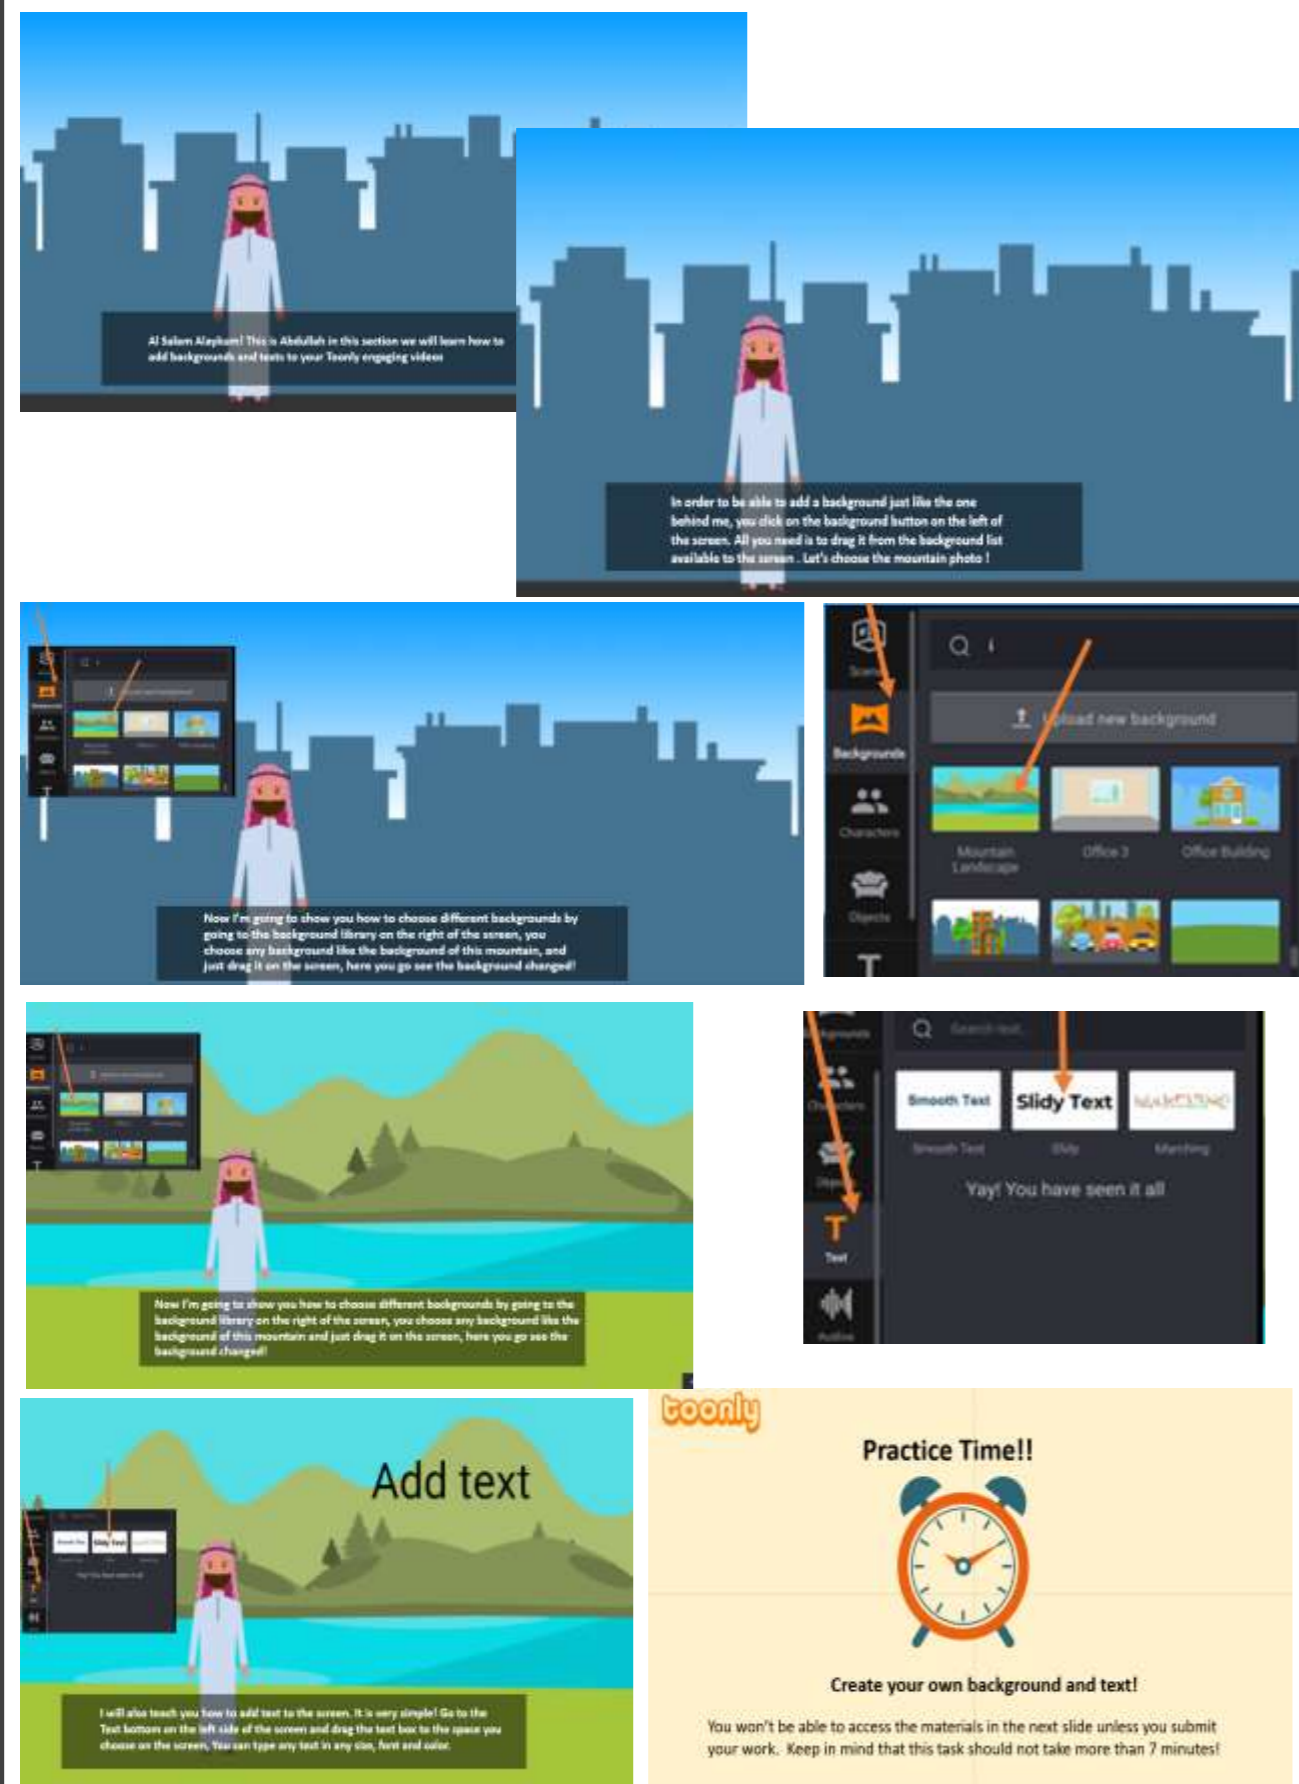 Al Salam Alaykum! This is Abdullah in this section we will learn how to
add backgrounds and texts to your Toonly engaging videos
In order to be able to add a background just like the one
behind me, you click on the background button on the left of
the screen. All you need is to drag it from the background list
available to the screen . Let's choose the mountain photo !
Now I'm going to show you how to choose different backgrounds by
going to the background library on the right of the screen, you
choose any background like the background of this mountain, and
just drag it on the screen, here you go see the background changed!
Upload new background
Backgrounds
Characters
Mountain
Landscape
Office 3
Office Building
Objects
Now I'm going to show you how to choose different backgrounds by going to the
background library on the right of the screen, you choose any background like the
background of this mountain and just drag it on the screen, here you go see the
background changed!
Search text...
Smooth Text
Slidy Text
Smooth Text
Slidy
Marching
Yay! You have seen it all
Text
Audios
Add text
I will also teach you how to add text to the screen. It is very simple! Go to the
Text bottom on the left side of the screen and drag the text box to the space you
choose on the screen, You can type any text in any size, font and color.
toonly
Practice Time!!
Create your own background and text!
You won't be able to access the materials in the next slide unless you submit
your work. Keep in mind that this task should not take more than 7 minutes!